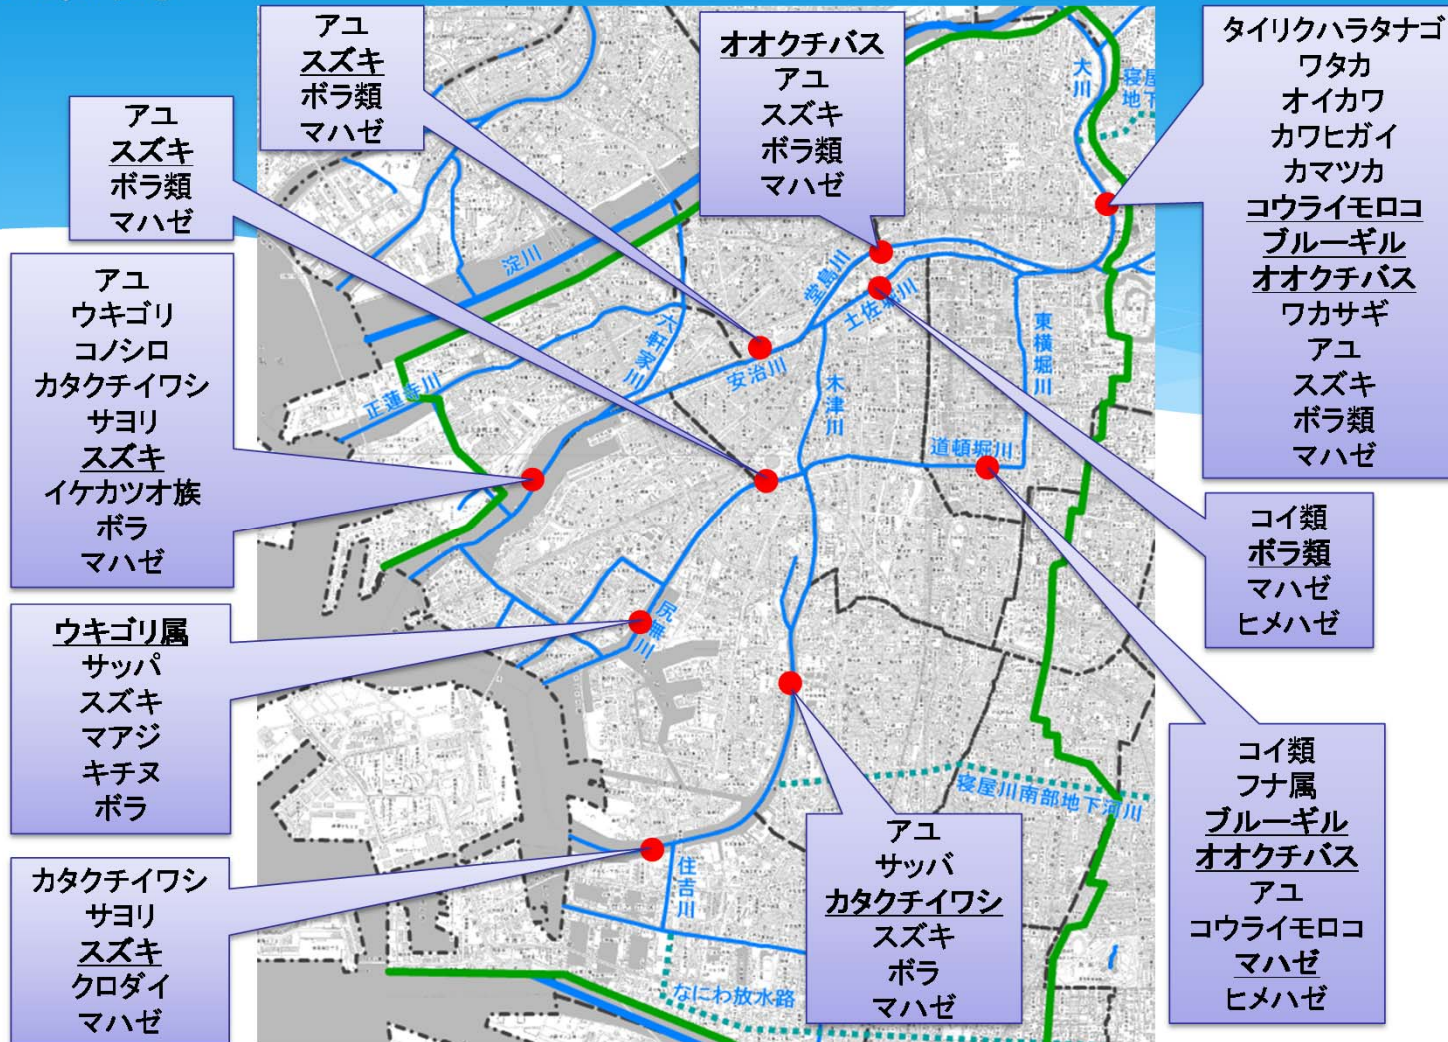 アユ
スズキ
ボラ類
マハゼ
オオクチバス
アユ
スズキ
ボラ類
マハゼ
タイリクバラタナゴ
ワタカ
オイカワ
カワヒガイ
カマツカ
コウライモロコ
ブルーギル
オオクチバス
ワカサギ
アユ
スズキ
ボラ類
マハゼ
アユ
スズキ
ボラ類
マハゼ
アユ
ウキゴリ
コノシロ
カタクチイワシ
サヨリ
スズキ
イケカツオ族
ボラ
マハゼ
ウキゴリ属
サッパ
スズキ
マアジ
キチヌ
ボラ
カタクチイワシ
サヨリ
スズキ
クロダイ
マハゼ
アユ
サッパ
カタクチイワシ
スズキ
ボラ
マハゼ
コイ類
ボラ類
マハゼ
ヒメハゼ
コイ類
フナ属
ブルーギル
オオクチバス
アユ
コウライモロコ
マハゼ
ヒメハゼ
大川
淀川
堂島川
土佐堀川
六軒家川
正蓮寺川
安治川
木津川
東横堀川
道頓堀川
尻無川
住吉川
寝屋川南部地下河川
なにわ放水路